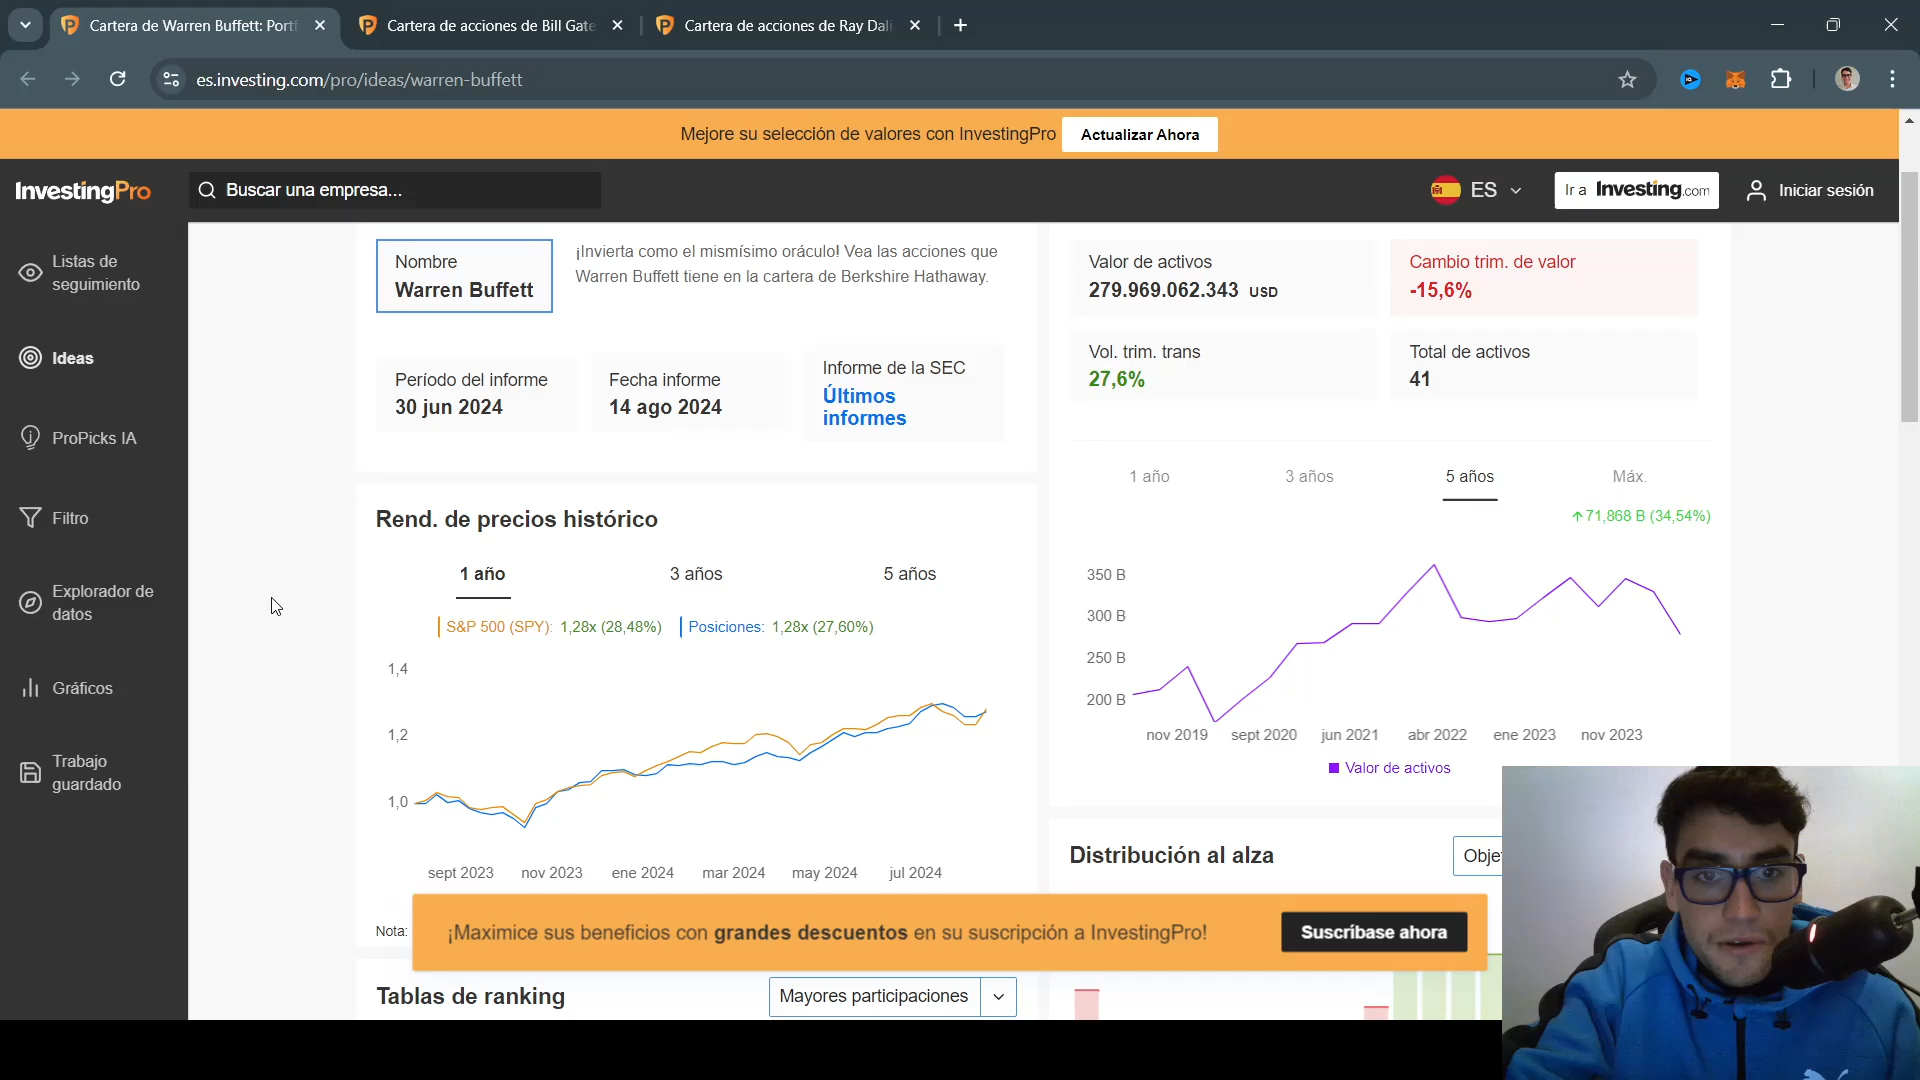 Cartera de Warren Buffett: Portf
Cartera de acciones de Bill Gate
Cartera de acciones de Ray Dali
es.investing.com/pro/ideas/warren-buffett
Mejore su selección de valores con InvestingPro
Actualizar Ahora
InvestingPro
Buscar una empresa...
ES
Ir a Investing.com
Iniciar sesión
Listas de seguimiento
Ideas
ProPicks IA
Filtro
Explorador de datos
Gráficos
Trabajo guardado
Nombre
Warren Buffett
¡Invierta como el mismísimo oráculo! Vea las acciones que
Warren Buffett tiene en la cartera de Berkshire Hathaway.
Período del informe
30 jun 2024
Fecha informe
14 ago 2024
Informe de la SEC
Últimos
informes
Valor de activos
279.969.062.343 USD
Cambio trim. de valor
-15,6%
Vol. trim. trans
27,6%
Total de activos
41
Rend. de precios histórico
1 año 3 años 5 años
S&P 500 (SPY): 1,28x (28,48%) Posiciones: 1,28x (27,60%)
1,4
1,2
1,0
sept 2023 nov 2023 ene 2024 mar 2024 may 2024 jul 2024
Nota:
1 año 3 años 5 años Máx.
71,868 B (34,54%)
350 B
300 B
250 B
200 B
nov 2019 sept 2020 jun 2021 abr 2022 ene 2023 nov 2023
Valor de activos
Distribución al alza
Obje
¡Maximice sus beneficios con grandes descuentos en su suscripción a InvestingPro!
Suscríbase ahora
Tablas de ranking
Mayores participaciones